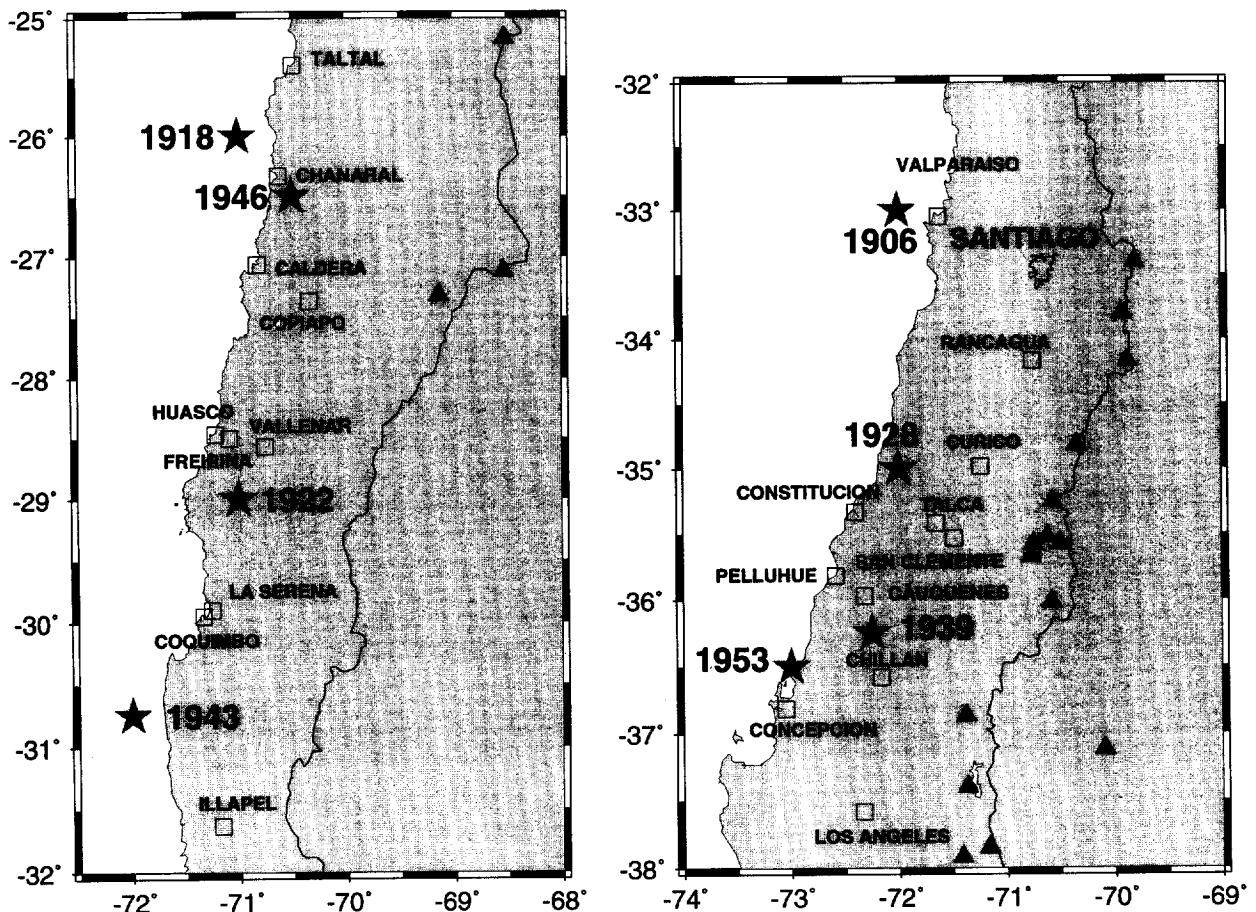 -25°
TALTAL
1918
-26°
CHANARAL
1946
-27°
CALDERA
COPIAPO
-28°
HUASCO
VALLENAR
FREIRINA
-29°
1922
LA SERENA
-30°
COQUIMBO
1943
-31°
ILLAPEL
-32°
-72°
-71°
-70°
-69°
-68°
-32°
VALPARAISO
-33°
1906
SANTIAGO
-34°
RANCAGUA
1928
CURICO
-35°
CONSTITUCION
TALCA
SAN CLEMENTE
PELLUHUE
CAUQUENES
-36°
1939
1953
CHILLAN
CONCEPCION
-37°
LOS ANGELES
-38°
-74°
-73°
-72°
-71°
-70°
-69°